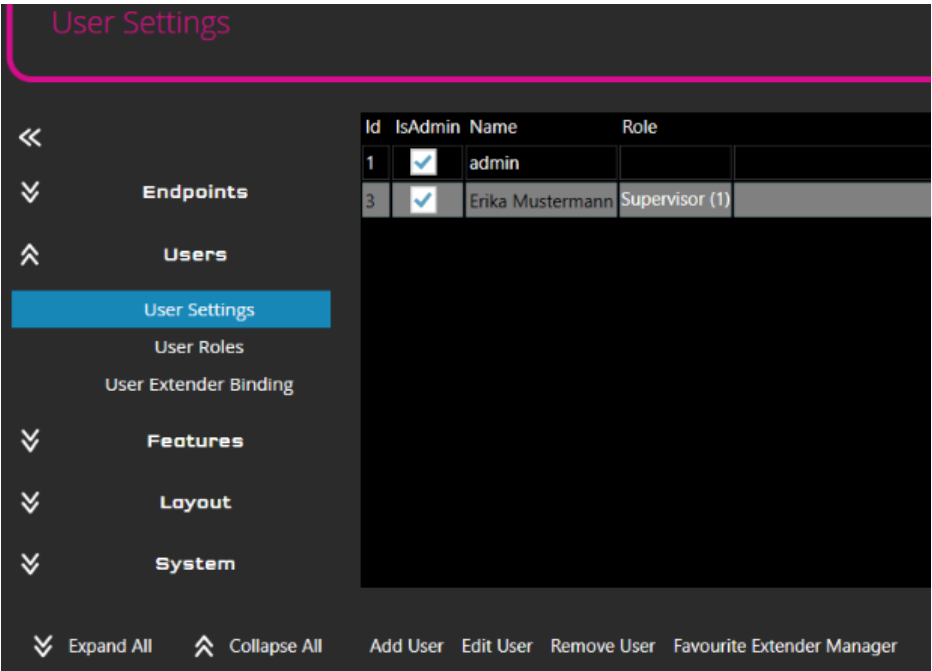 User Settings
Id IsAdmin Name Role
1 admin
3 Erika Mustermann Supervisor (1)
Endpoints
Users
User Settings
User Roles
User Extender Binding
Features
Layout
System
Expand All Collapse All Add User Edit User Remove User Favourite Extender Manager